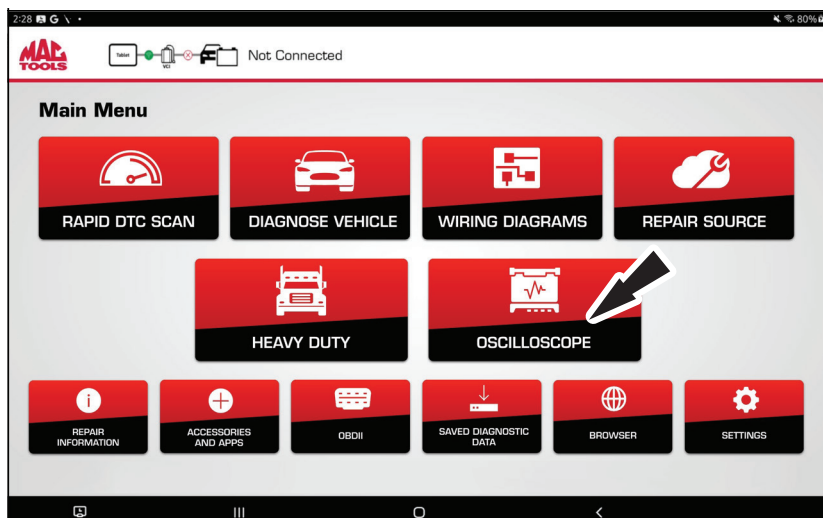 2:28 G
80%
MAC
TOOLS
Tablet
VCI
Not Connected
Main Menu
RAPID DTC SCAN
DIAGNOSE VEHICLE
WIRING DIAGRAMS
REPAIR SOURCE
HEAVY DUTY
OSCILLOSCOPE
REPAIR
INFORMATION
ACCESSORIES
AND APPS
OBDII
SAVED DIAGNOSTIC
DATA
BROWSER
SETTINGS